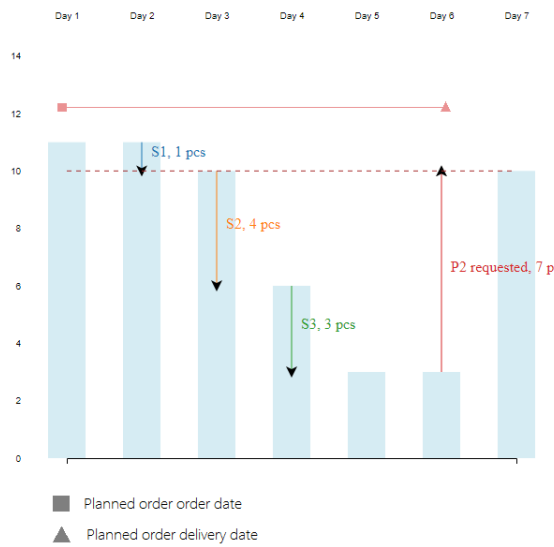 Day 1 Day 2 Day 3 Day 4 Day 5 Day 6 Day 7
14
12
S1, 1 pcs
10
S2, 4 pcs
8
P2 requested, 7 p
6
S3, 3 pcs
4
2
0
Planned order order date
Planned order delivery date